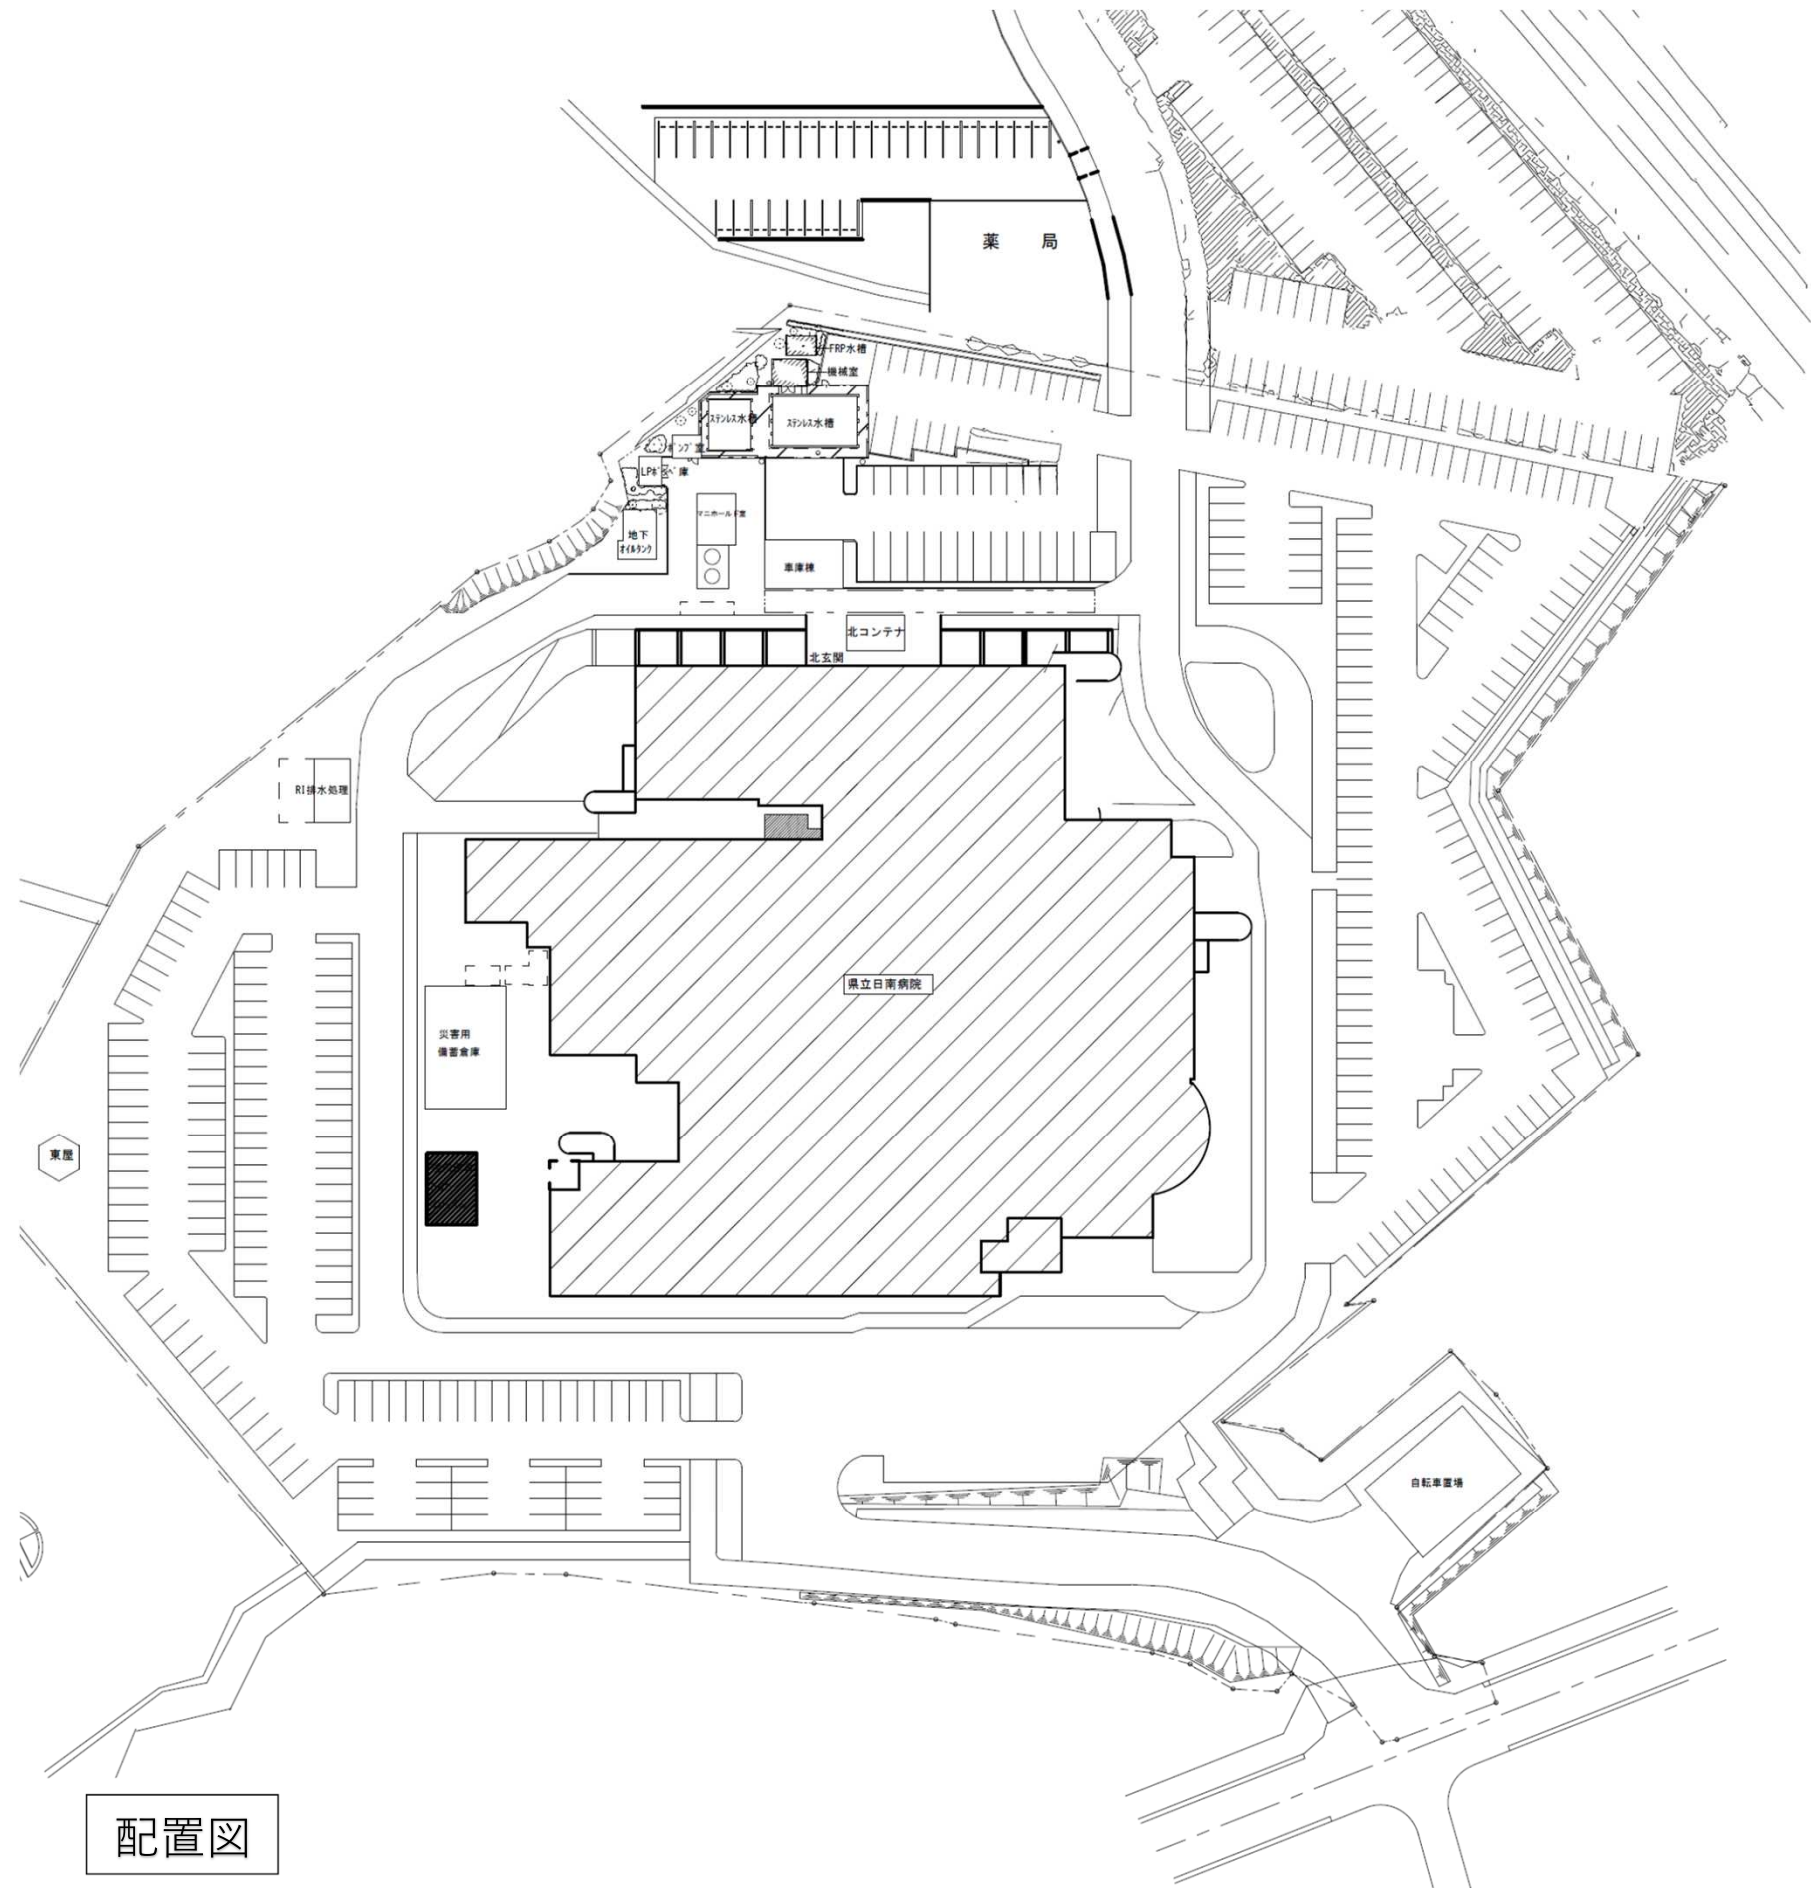 薬 局
FRP水槽
機械室
ステンレス水槽
ステンレス水槽
ポンプ室
LPボンベ庫
マニホールド室
地下
オイルタンク
車庫棟
北コンテナ
北玄関
RI排水処理
県立日南病院
災害用
備蓄倉庫
東屋
自転車置場
配置図